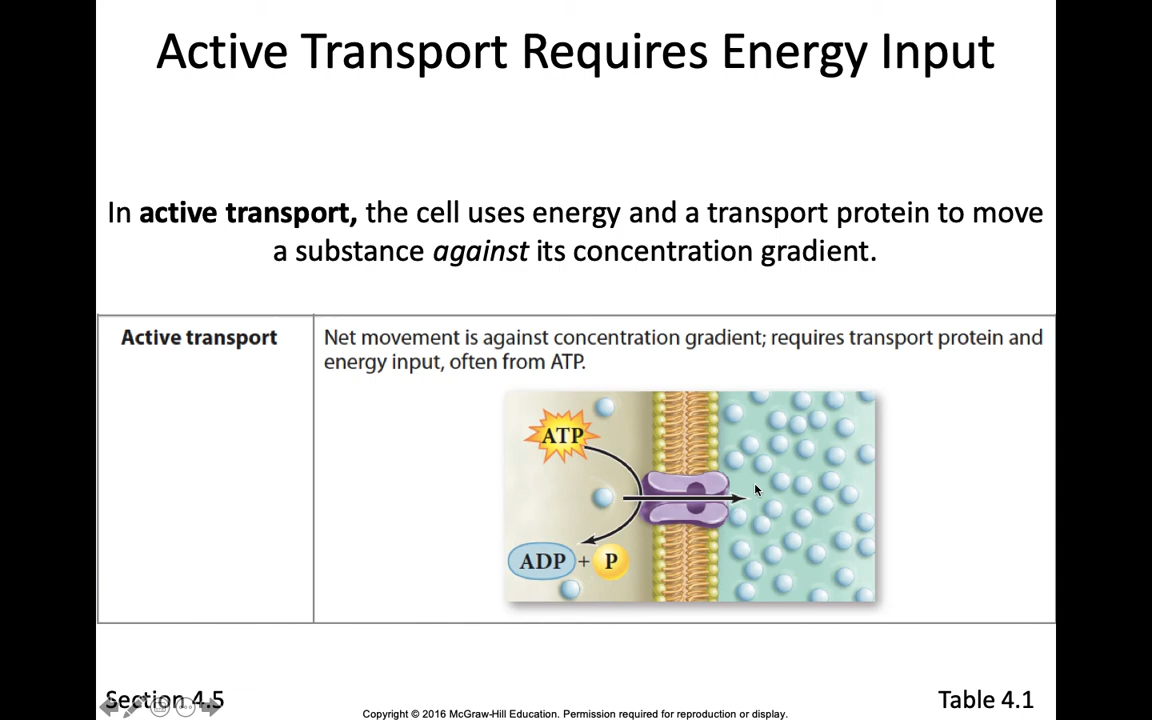 Active Transport Requires Energy Input
In active transport, the cell uses energy and a transport protein to move
a substance against its concentration gradient.
Active transport
Net movement is against concentration gradient; requires transport protein and
energy input, often from ATP.
ATP
ADP + P
Section 4.5
Table 4.1
Copyright © 2016 McGraw-Hill Education. Permission required for reproduction or display.